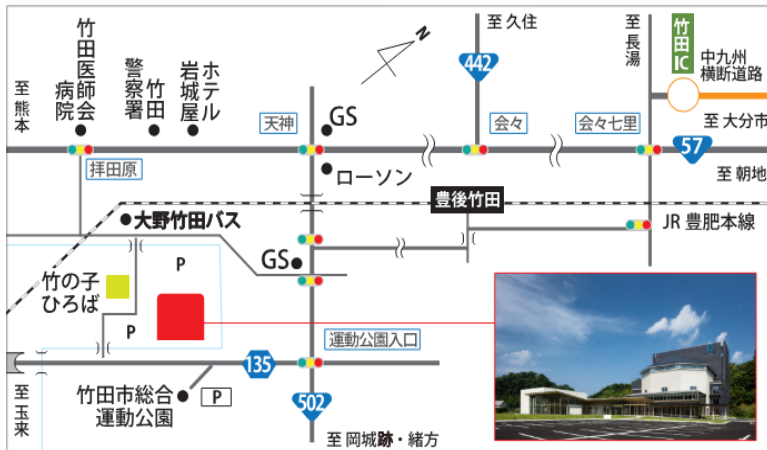 至久住
至長湯
竹田IC
中九州
横断道路
至大分市
N
442
竹田医師会
病院
竹田
警察署
ホテル
岩城屋
至熊本
天神
GS
会々
会々七里
57
拝田原
ローソン
至朝地
豊後竹田
大野竹田バス
JR 豊肥本線
P
GS
竹の子
ひろば
P
運動公園入口
135
竹田市総合
運動公園
P
502
至玉来
至岡城跡・緒方